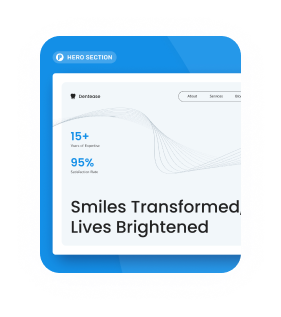 HERO SECTION
Dentease
About
Services
15+
Years of Expertise
95%
Satisfaction Rate
Smiles Transformed,
Lives Brightened